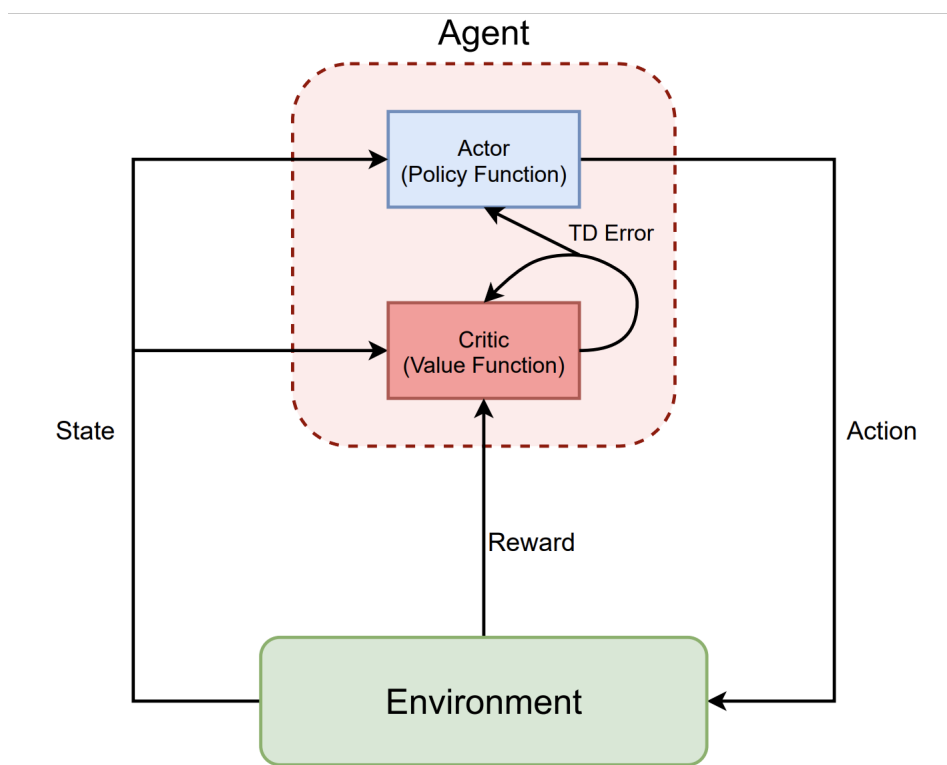 Agent
Actor
(Policy Function)
TD Error
Critic
(Value Function)
State
Action
Reward
Environment